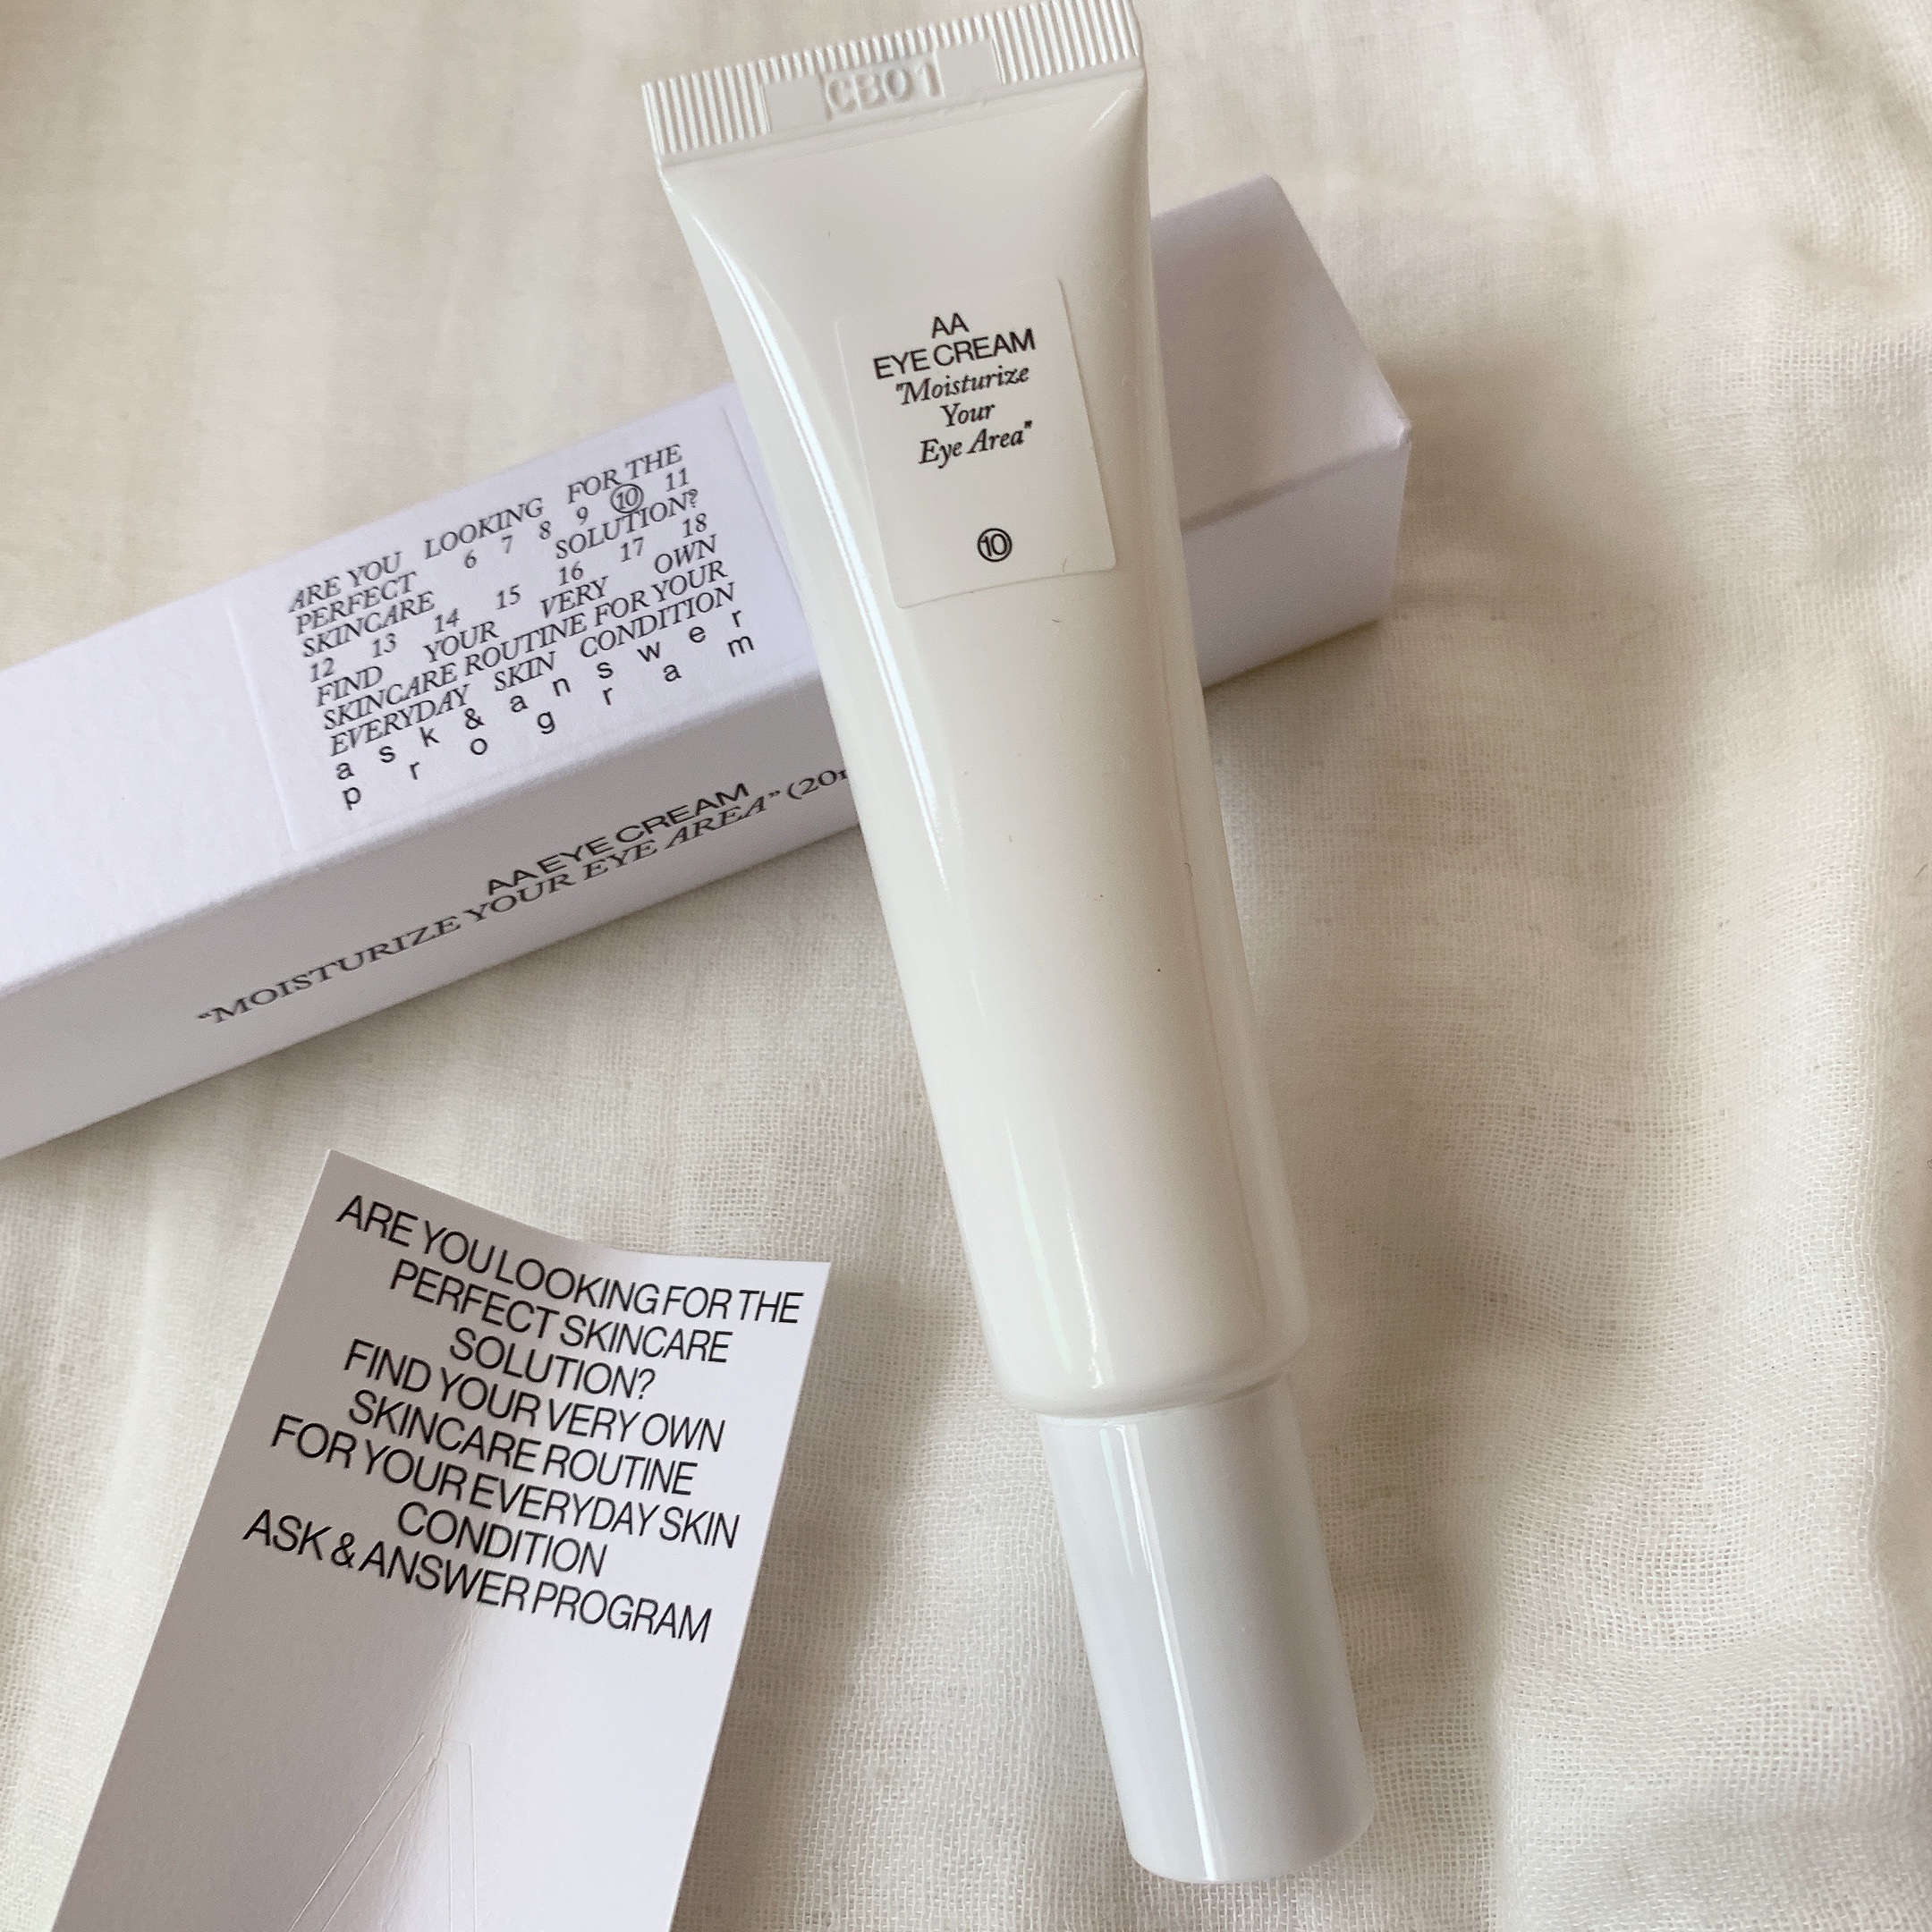 CB01
AA
EYE CREAM
"Moisturize
Your
Eye Area"
10
ARE YOU LOOKING FOR THE
PERFECT 6 7 8 9 10 11
SKINCARE SOLUTION?
12 13 14 15 16 17 18
FIND YOUR VERY OWN
SKINCARE ROUTINE FOR YOUR
EVERYDAY SKIN CONDITION
a s k & a n s w e r
p r o g r a m
AA EYE CREAM
"MOISTURIZE YOUR EYE AREA" (20
ARE YOU LOOKING FOR THE
PERFECT SKINCARE
SOLUTION?
FIND YOUR VERY OWN
SKINCARE ROUTINE
FOR YOUR EVERYDAY SKIN
CONDITION
ASK & ANSWER PROGRAM